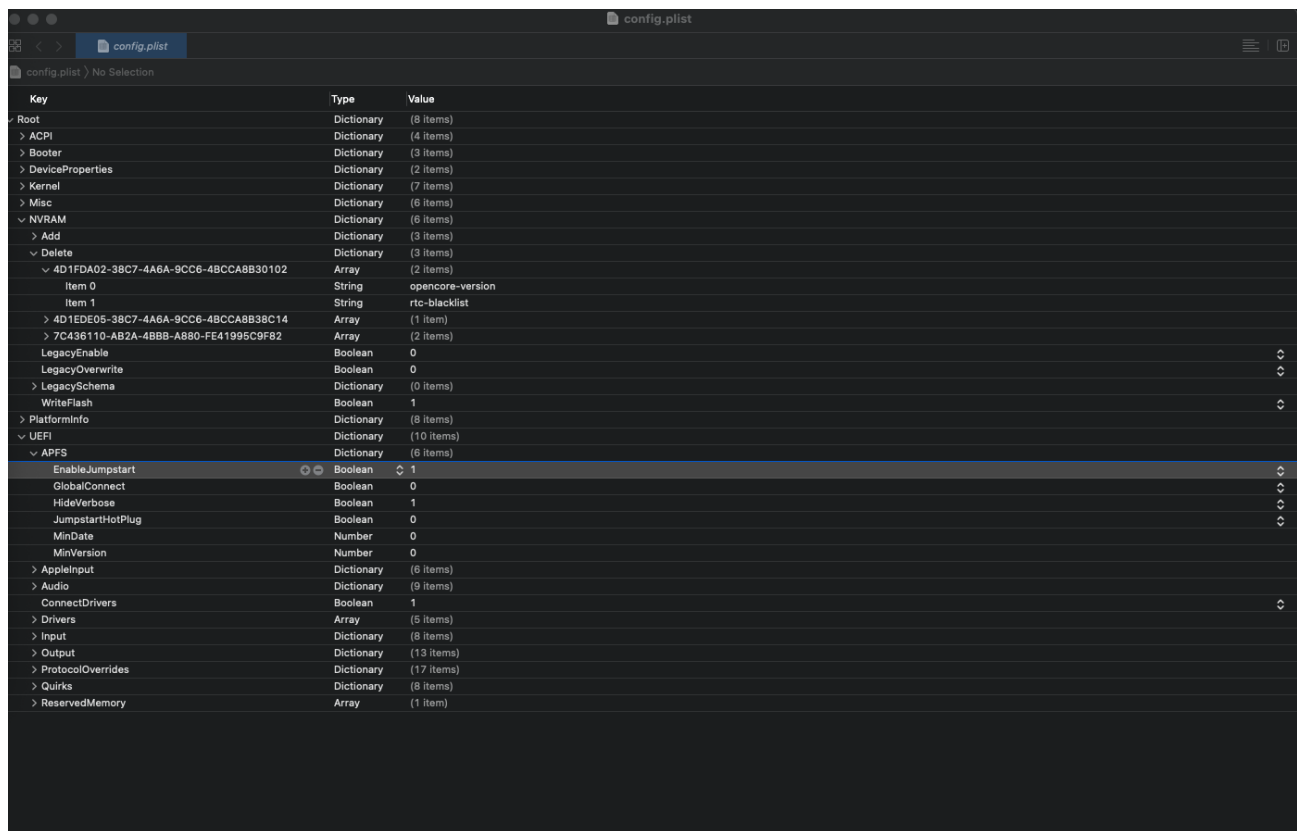 config.plist
config.plist
config.plist 〉 No Selection
Key Type Value
Root Dictionary (8 items)
ACPI Dictionary (4 items)
Booter Dictionary (3 items)
DeviceProperties Dictionary (2 items)
Kernel Dictionary (7 items)
Misc Dictionary (6 items)
NVRAM Dictionary (6 items)
Add Dictionary (3 items)
Delete Dictionary (3 items)
4D1FDA02-38C7-4A6A-9CC6-4BCCA8B30102 Array (2 items)
Item 0 String opencore-version
Item 1 String rtc-blacklist
4D1EDE05-38C7-4A6A-9CC6-4BCCA8B38C14 Array (1 item)
7C436110-AB2A-4BBB-A880-FE41995C9F82 Array (2 items)
LegacyEnable Boolean 0
LegacyOverwrite Boolean 0
LegacySchema Dictionary (0 items)
WriteFlash Boolean 1
PlatformInfo Dictionary (8 items)
UEFI Dictionary (10 items)
APFS Dictionary (6 items)
EnableJumpstart Boolean 1
GlobalConnect Boolean 0
HideVerbose Boolean 1
JumpstartHotPlug Boolean 0
MinDate Number 0
MinVersion Number 0
AppleInput Dictionary (6 items)
Audio Dictionary (9 items)
ConnectDrivers Boolean 1
Drivers Array (5 items)
Input Dictionary (8 items)
Output Dictionary (13 items)
ProtocolOverrides Dictionary (17 items)
Quirks Dictionary (8 items)
ReservedMemory Array (1 item)